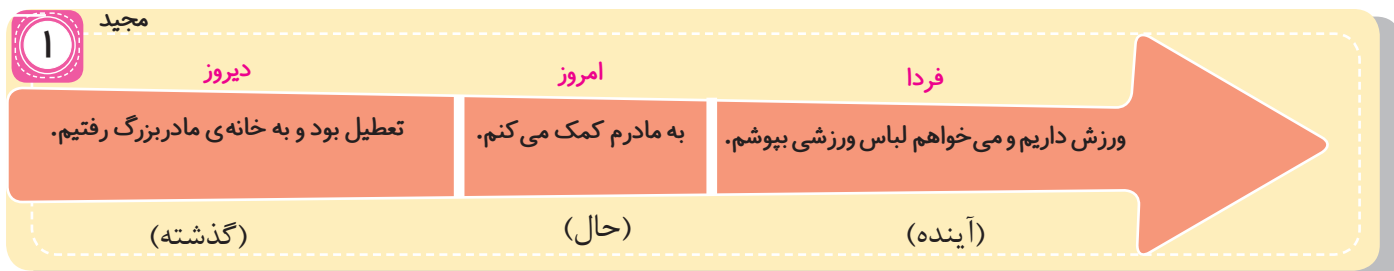 مجید
۱
فردا امروز دیروز
ورزش داریم و می‌خواهم لباس ورزشی بپوشم. به مادرم کمک می‌کنم. تعطیل بود و به خانه‌ی مادربزرگ رفتیم.
(آینده) (حال) (گذشته)